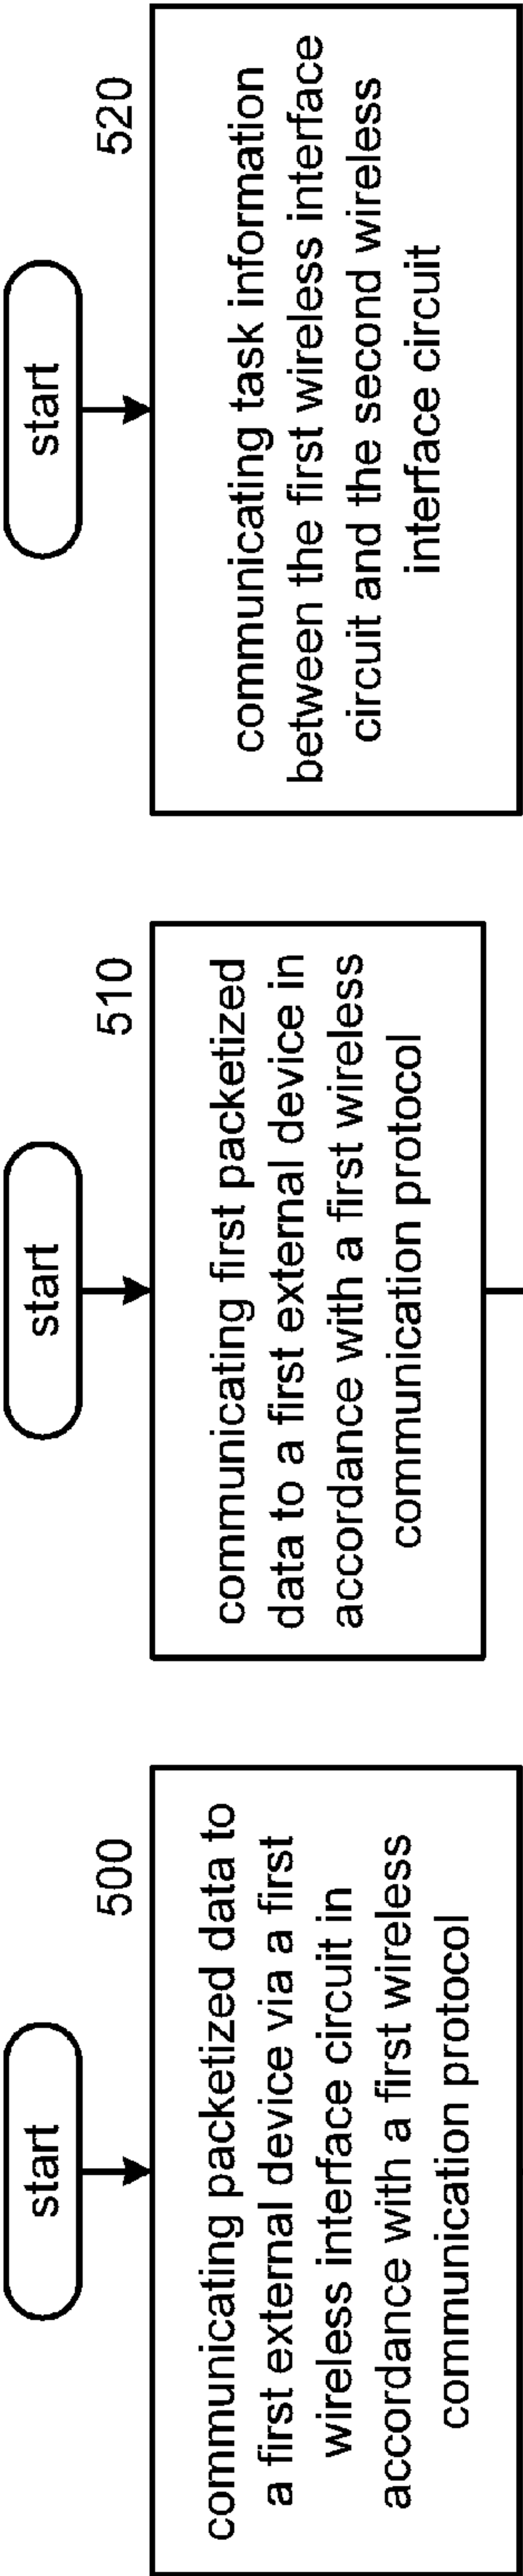 start
500
communicating packetized data to
a first external device via a first
wireless interface circuit in
accordance with a first wireless
communication protocol
start
510
communicating first packetized
data to a first external device in
accordance with a first wireless
communication protocol
start
520
communicating task information
between the first wireless interface
circuit and the second wireless
interface circuit